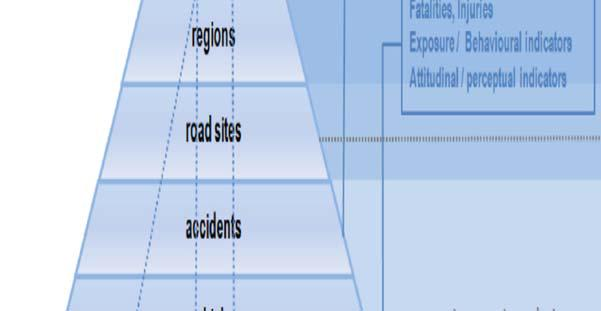 Fatalities, Injuries
regions
Exposure / Behavioural indicators
Attitudinal / perceptual indicators
road sites
accidents